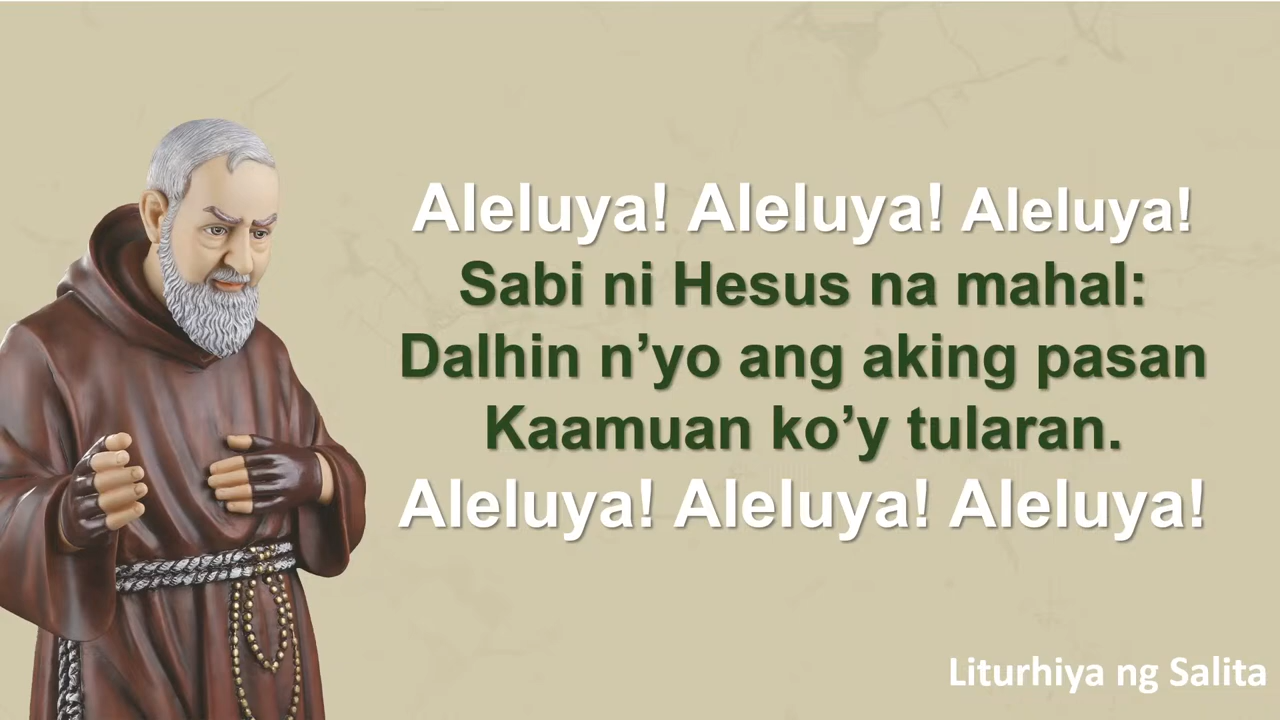 Aleluya! Aleluya! Aleluya!
Sabi ni Hesus na mahal:
Dalhin n’yo ang aking pasan
Kaamuan ko’y tularan.
Aleluya! Aleluya! Aleluya!
Liturhiya ng Salita